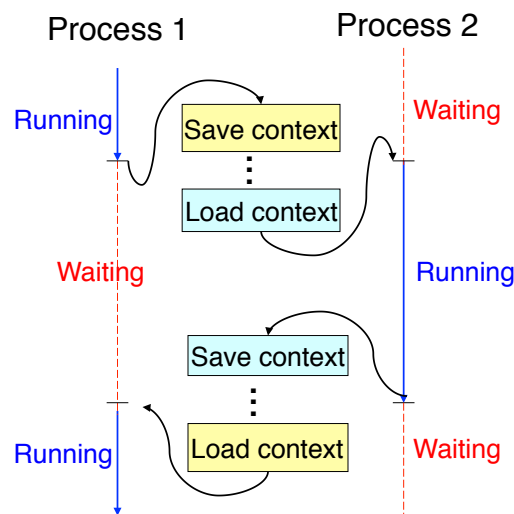 Process 1
Process 2
Running
Save context
Waiting
Load context
Waiting
Running
Save context
Running
Load context
Waiting